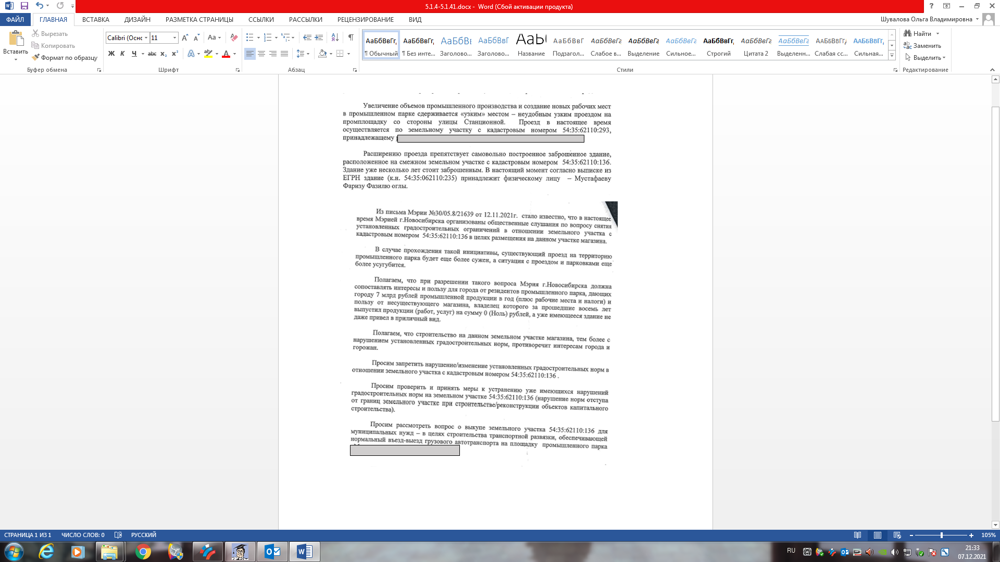 5.1.4-5.1.41.docx - Word (Сбой активации продукта)
ФАЙЛ ГЛАВНАЯ ВСТАВКА ДИЗАЙН РАЗМЕТКА СТРАНИЦЫ ССЫЛКИ РАССЫЛКИ РЕЦЕНЗИРОВАНИЕ ВИД
Шувалова Ольга Владимировна
Вставить
Вырезать
Копировать
Формат по образцу
Буфер обмена
Calibri (Оснс 11
Ж К Ч abc x₂ x²
Шрифт
Абзац
АаБбВвГг, АаБбВвГг, АаБбВе АаБбВвГ АаЬ АаБбВвГ АаБбВвГг АаБбВвГг АаБбВвГг АаБбВвГг, АаБбВвГг АаБбВвГг ААБбВвГг, ААБбВвГг,
¶ Обычный ¶ Без инте... Заголово... Заголово... Название Подзагол... Слабое в... Выделение Сильное... Строгий Цитата 2 Выделенн... Слабая сс... Сильная...
Стили
Найти
Заменить
Выделить
Редактирование
Увеличение объемов промышленного производства и создание новых рабочих мест
в промышленном парке сдерживается «узким» местом – неудобным узким проездом на
промплощадку со стороны улицы Станционной. Проезд в настоящее время
осуществляется по земельному участку с кадастровым номером 54:35:62110:293,
принадлежащему
Расширению проезда препятствует самовольно построенное заброшенное здание,
расположенное на смежном земельном участке с кадастровым номером 54:35:62110:136.
Здание уже несколько лет стоит заброшенным. В настоящий момент согласно выписке из
ЕГРН здание (к.н. 54:35:062110:235) принадлежит физическому лицу – Мустафаеву
Фаризу Фазилю оглы.
Из письма Мэрии №30/05.8/21639 от 12.11.2021г. стало известно, что в настоящее
время Мэрией г.Новосибирска организованы общественные слушания по вопросу снятия
установленных градостроительных ограничений в отношении земельного участка с
кадастровым номером 54:35:62110:136 в целях размещения на данном участке магазина.
В случае прохождения такой инициативы, существующий проезд на территорию
промышленного парка будет еще более сужен, а ситуация с проездом и парковками еще
более усугубится.
Полагаем, что при разрешении такого вопроса Мэрия г.Новосибирска должна
сопоставлять интересы и пользу для города от резидентов промышленного парка, дающих
городу 7 млрд рублей промышленной продукции в год (плюс рабочие места и налоги) и
пользу от несуществующего магазина, владелец которого за прошедшие восемь лет
выпустил продукции (работ, услуг) на сумму 0 (Ноль) рублей, а уже имеющееся здание не
даже привел в приличный вид.
Полагаем, что строительство на данном земельном участке магазина, тем более с
нарушением установленных градостроительных норм, противоречит интересам города и
горожан.
Просим запретить нарушение/изменение установленных градостроительных норм в
отношении земельного участка с кадастровым номером 54:35:62110:136 .
Просим проверить и принять меры к устранению уже имеющихся нарушений
градостроительных норм на земельном участке 54:35:62110:136 (нарушение норм отступа
от границ земельного участке при строительстве/реконструкции объектов капитального
строительства).
Просим рассмотреть вопрос о выкупе земельного участка 54:35:62110:136 для
муниципальных нужд – в целях строительства транспортной развязки, обеспечивающей
нормальный въезд-выезд грузового автотранспорта на площадку промышленного парка
СТРАНИЦА 1 ИЗ 1 ЧИСЛО СЛОВ: 0 РУССКИЙ
105%
RU
21:33
07.12.2021